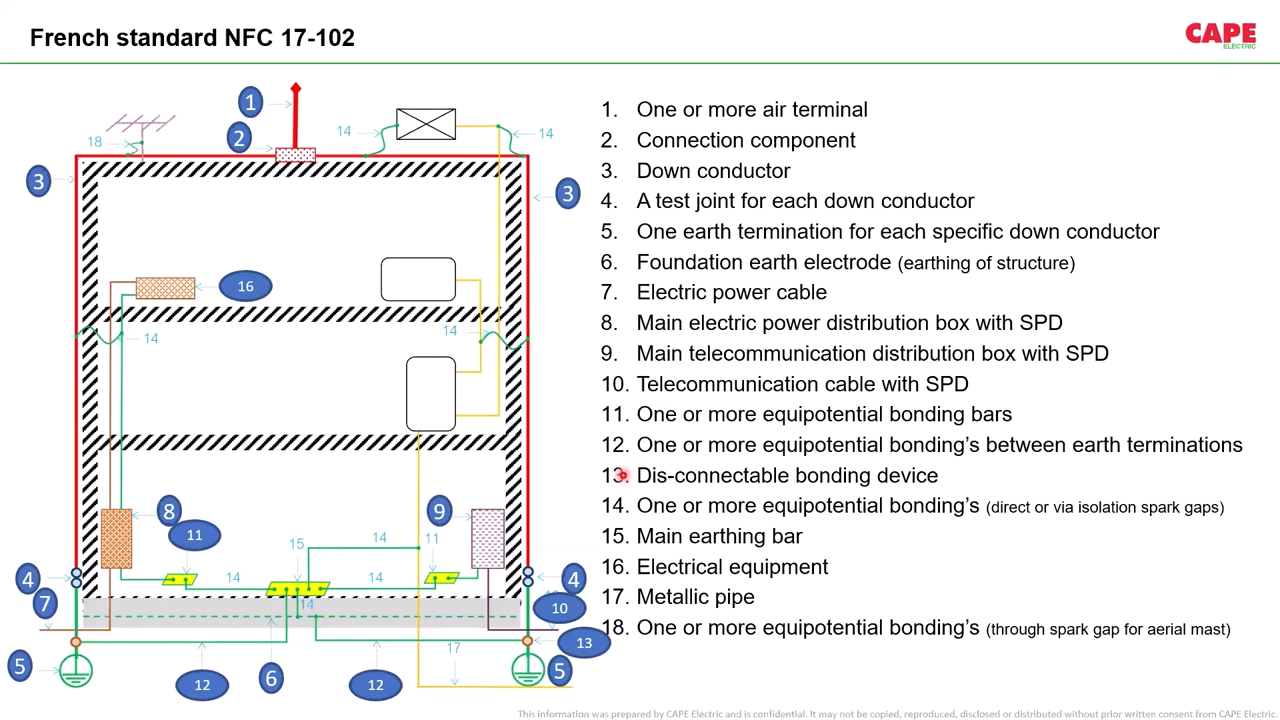 French standard NFC 17-102
CAPE
ELECTRIC
1
2
18
14
14
3
3
16
14
14
8
9
11
15
14
11
4
14
14
4
7
14
10
13
17
5
12
6
12
5
1. One or more air terminal
2. Connection component
3. Down conductor
4. A test joint for each down conductor
5. One earth termination for each specific down conductor
6. Foundation earth electrode (earthing of structure)
7. Electric power cable
8. Main electric power distribution box with SPD
9. Main telecommunication distribution box with SPD
10. Telecommunication cable with SPD
11. One or more equipotential bonding bars
12. One or more equipotential bonding's between earth terminations
13. Dis-connectable bonding device
14. One or more equipotential bonding's (direct or via isolation spark gaps)
15. Main earthing bar
16. Electrical equipment
17. Metallic pipe
18. One or more equipotential bonding's (through spark gap for aerial mast)
This information was prepared by CAPE Electric and is confidential. It may not be copied, reproduced, disclosed or distributed without prior written consent from CAPE Electric.